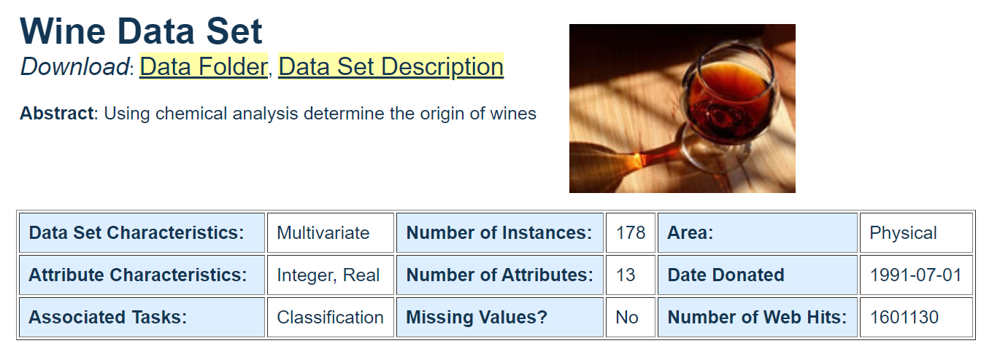 Wine Data Set
Download: Data Folder, Data Set Description
Abstract: Using chemical analysis determine the origin of wines
Data Set Characteristics: Multivariate Number of Instances: 178 Area: Physical
Attribute Characteristics: Integer, Real Number of Attributes: 13 Date Donated 1991-07-01
Associated Tasks: Classification Missing Values? No Number of Web Hits: 1601130